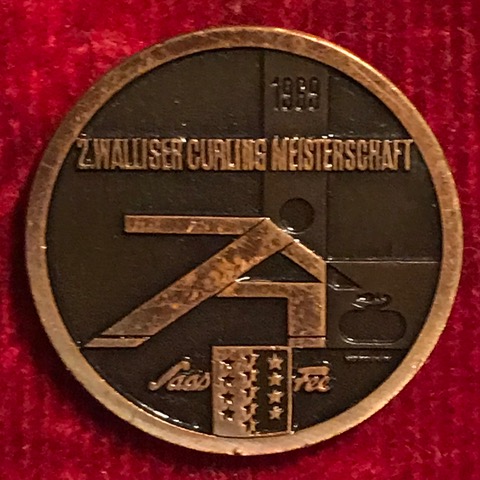 1969
2. WALLISER CURLING MEISTERSCHAFT
Saas Fee